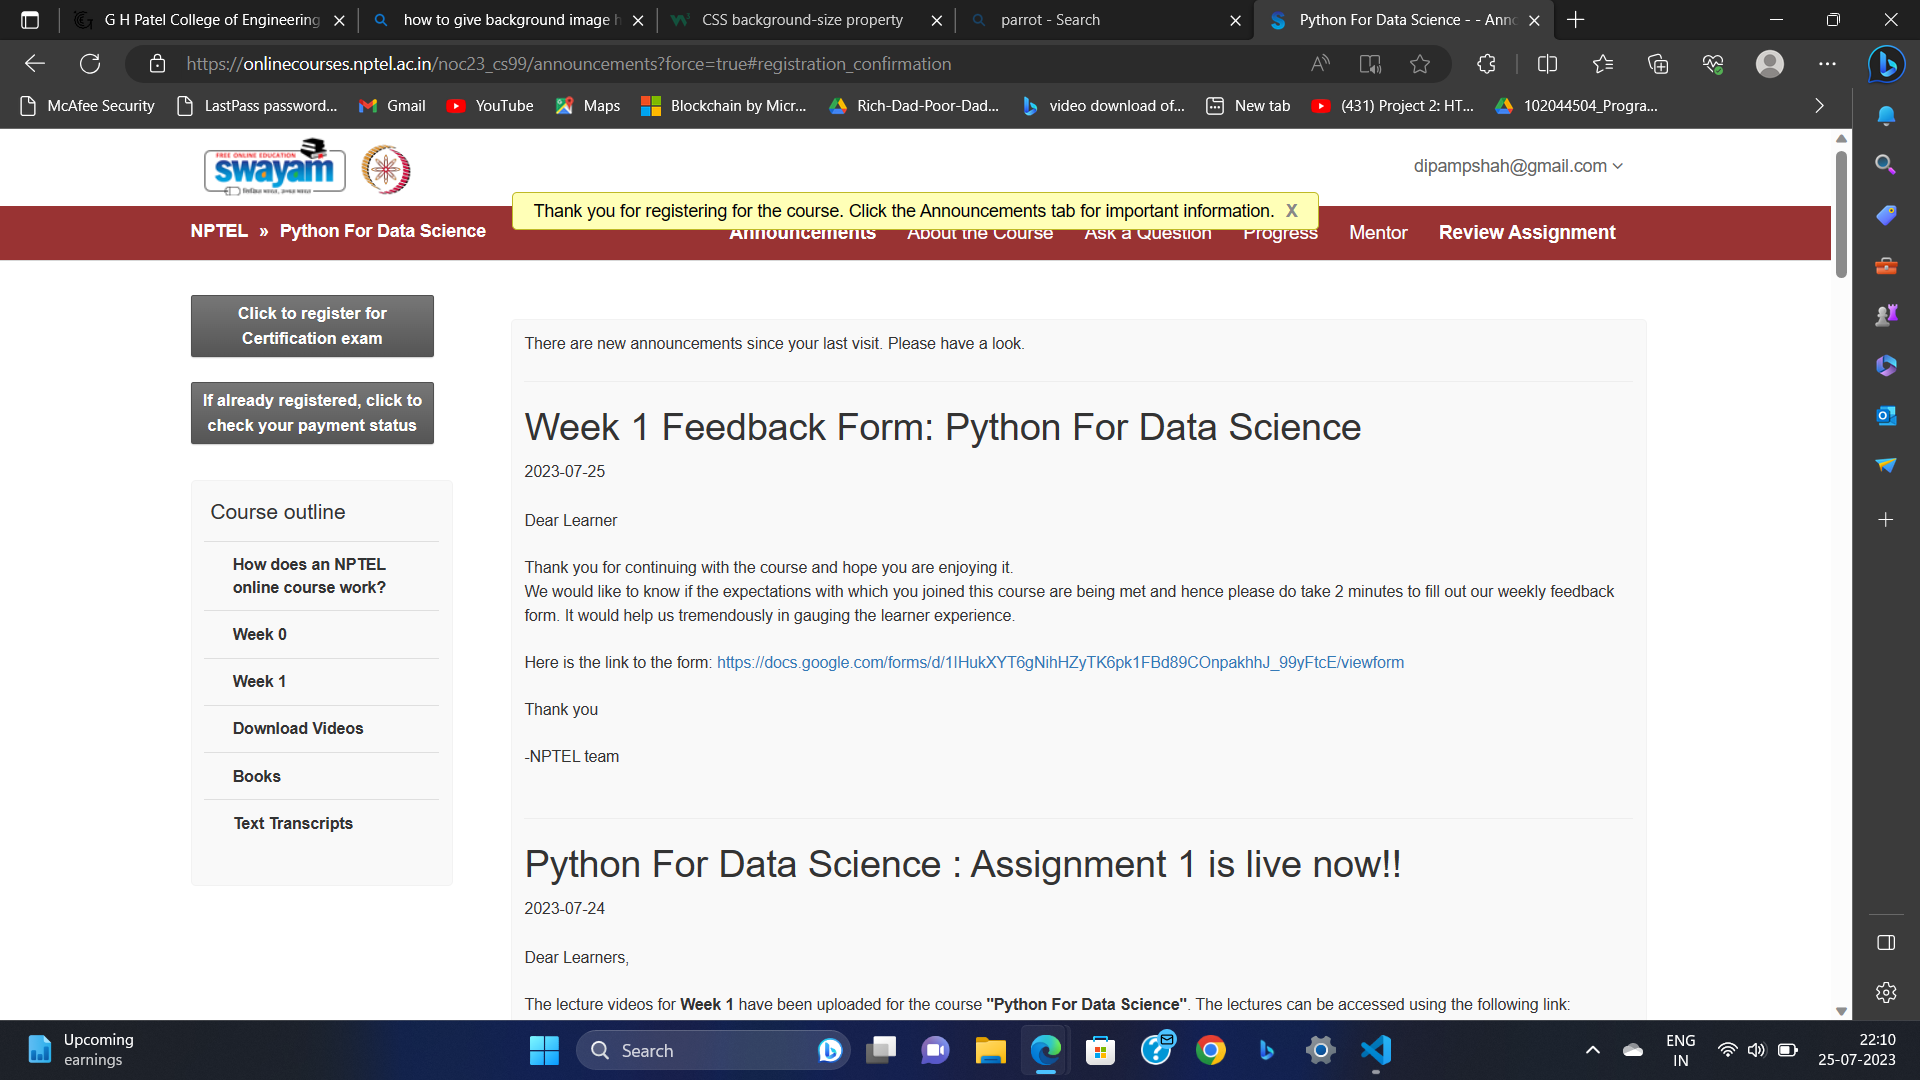 G H Patel College of Engineering
how to give background image h
CSS background-size property
parrot - Search
Python For Data Science - - Anno
https://onlinecourses.nptel.ac.in/noc23_cs99/announcements?force=true#registration_confirmation
McAfee Security
LastPass password...
Gmail
YouTube
Maps
Blockchain by Micr...
Rich-Dad-Poor-Dad...
video download of...
New tab
(431) Project 2: HT...
102044504_Progra...
FREE ONLINE EDUCATION
swayam
dipampshah@gmail.com
Thank you for registering for the course. Click the Announcements tab for important information. X
NPTEL » Python For Data Science
Announcements
About the Course
Ask a Question
Progress
Mentor
Review Assignment
Click to register for
Certification exam
If already registered, click to
check your payment status
Course outline
How does an NPTEL
online course work?
Week 0
Week 1
Download Videos
Books
Text Transcripts
There are new announcements since your last visit. Please have a look.
Week 1 Feedback Form: Python For Data Science
2023-07-25
Dear Learner
Thank you for continuing with the course and hope you are enjoying it.
We would like to know if the expectations with which you joined this course are being met and hence please do take 2 minutes to fill out our weekly feedback
form. It would help us tremendously in gauging the learner experience.
Here is the link to the form: https://docs.google.com/forms/d/1IHukXYT6gNihHZyTK6pk1FBd89COnpakhhJ_99yFtcE/viewform
Thank you
-NPTEL team
Python For Data Science : Assignment 1 is live now!!
2023-07-24
Dear Learners,
The lecture videos for Week 1 have been uploaded for the course "Python For Data Science". The lectures can be accessed using the following link:
Upcoming
earnings
Search
ENG
IN
22:10
25-07-2023